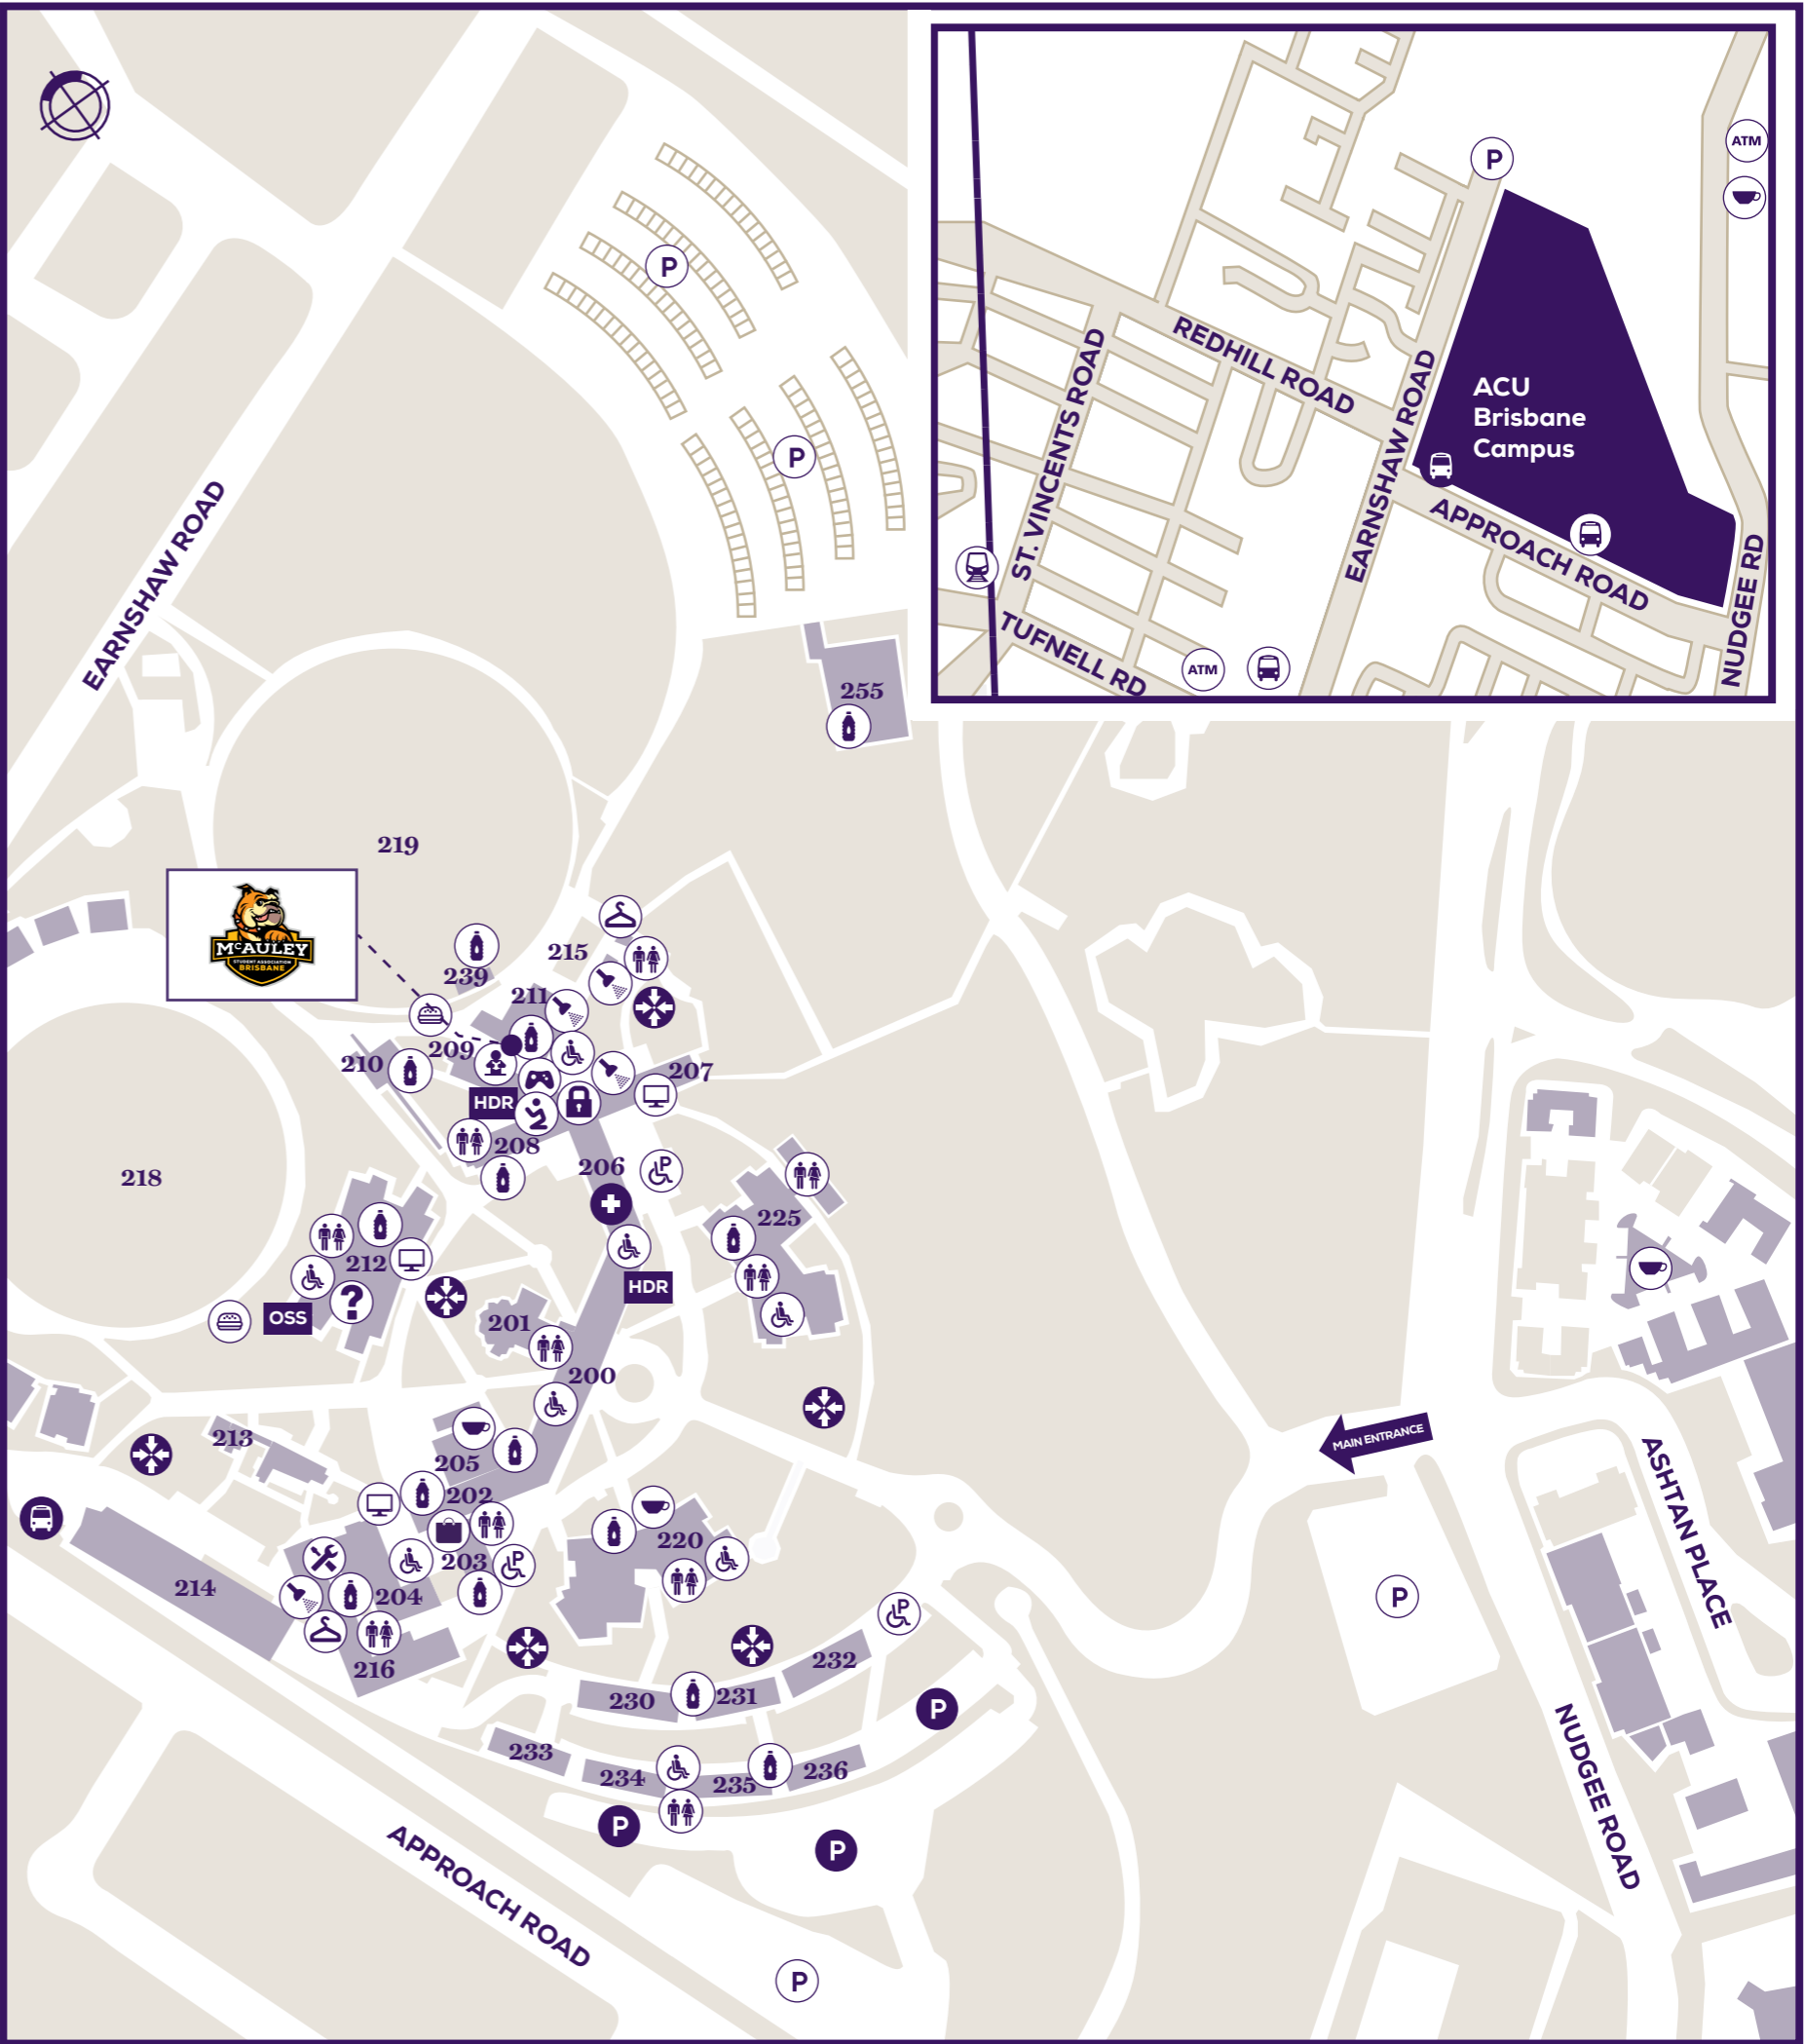 P
ATM
REDHILL ROAD
ST. VINCENTS ROAD
EARNSHAW ROAD
ACU
Brisbane
Campus
APPROACH ROAD
NUDGEE RD
TUFNELL RD
ATM
P
P
EARNSHAW ROAD
255
219
McAULEY
STUDENT ASSOCIATION
BRISBANE
239
215
211
209
210
207
HDR
208
206
P
218
225
212
HDR
OSS
201
200
213
205
202
MAIN ENTRANCE
ASHTAN PLACE
220
203
P
214
204
P
P
216
232
230
231
P
233
234
235
236
P
P
NUDGEE ROAD
APPROACH ROAD
P